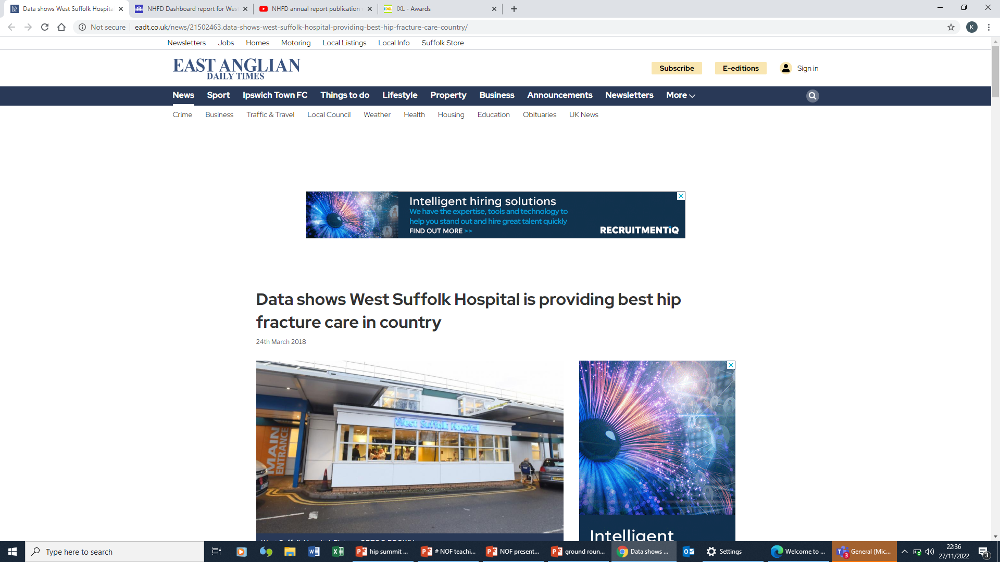 Data shows West Suffolk Hospita
NHFD Dashboard report for Wes
NHFD annual report publication
IXL - Awards
Not secure
eadt.co.uk/news/21502463.data-shows-west-suffolk-hospital-providing-best-hip-fracture-care-country/
K
Newsletters Jobs Homes Motoring Local Listings Local Info Suffolk Store
EAST ANGLIAN
DAILY TIMES
Subscribe E-editions Sign in
News Sport Ipswich Town FC Things to do Lifestyle Property Business Announcements Newsletters More
Crime Business Traffic & Travel Local Council Weather Health Housing Education Obituaries UK News
Intelligent hiring solutions
We have the expertise, tools and technology to
help you stand out and hire great talent quickly
FIND OUT MORE >>
RECRUITMENTiQ
Data shows West Suffolk Hospital is providing best hip
fracture care in country
24th March 2018
West Suffolk Hospital
MAIN
ENTRANCE
Intelligent
Type here to search
hip summit ...
# NOF teachi...
NOF present...
ground roun...
Data shows ...
Settings
Welcome to ...
General (Mic...
3
22:36
27/11/2022
3